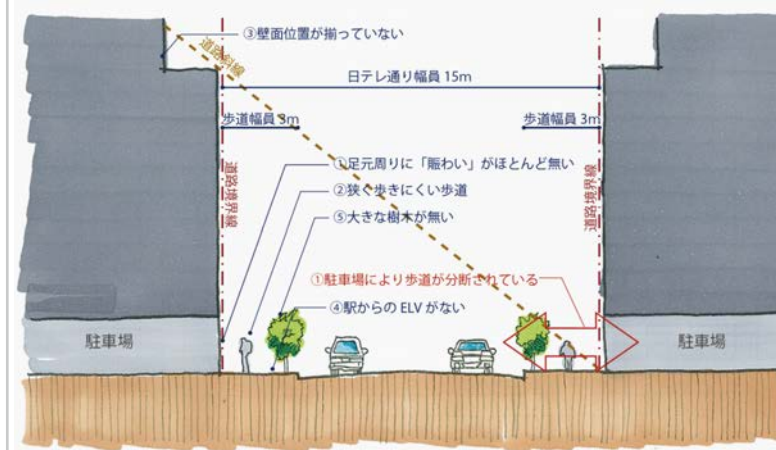 ③壁面位置が揃っていない
道路斜線
日テレ通り幅員 15m
歩道幅員 3m
歩道幅員 3m
道路境界線
道路境界線
①足元周りに「賑わい」がほとんど無い
②狭く歩きにくい歩道
⑤大きな樹木が無い
①駐車場により歩道が分断されている
④駅からの ELV がない
駐車場
駐車場